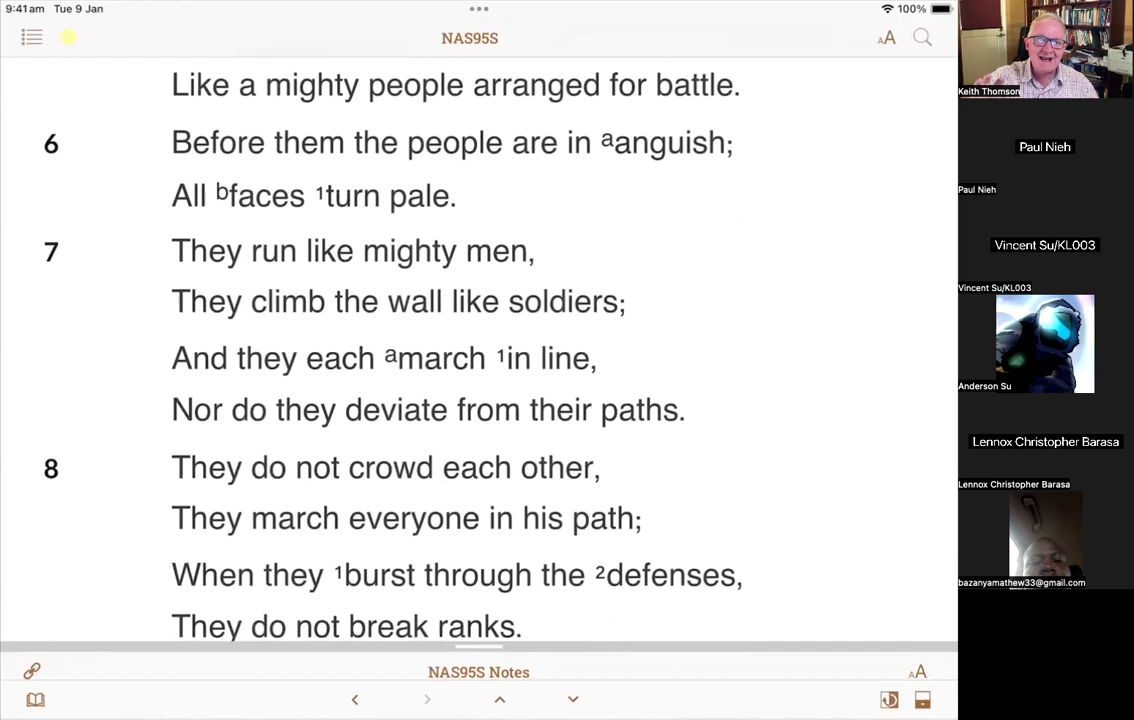 9:41am Tue 9 Jan
100%
NAS95S
AA
Like a mighty people arranged for battle.
6 Before them the people are in aanguish;
All bfaces 1turn pale.
7 They run like mighty men,
They climb the wall like soldiers;
And they each amarch 1in line,
Nor do they deviate from their paths.
8 They do not crowd each other,
They march everyone in his path;
When they 1burst through the 2defenses,
They do not break ranks.
NAS95S Notes
AA
Keith Thomson
Paul Nieh
Paul Nieh
Vincent Su/KL003
Vincent Su/KL003
Anderson Su
Lennox Christopher Barasa
Lennox Christopher Barasa
bazanyamathew33@gmail.com